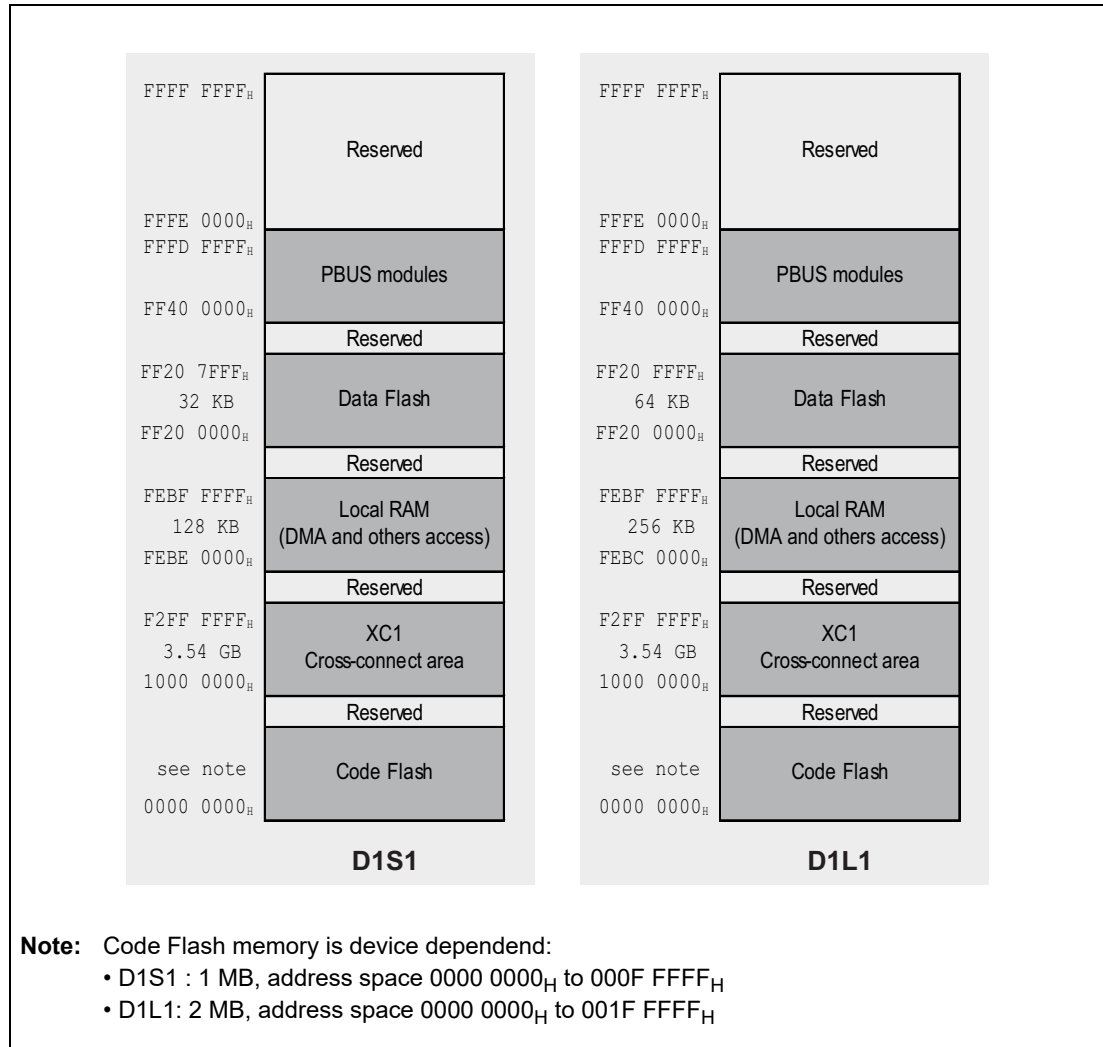 FFFF FFFFH
Reserved
FFFE 0000H
FFFD FFFFH
PBUS modules
FF40 0000H
Reserved
FF20 7FFFH
32 KB
Data Flash
FF20 0000H
Reserved
FEBF FFFFH
Local RAM
128 KB
(DMA and others access)
FEBE 0000H
Reserved
F2FF FFFFH
XC1
3.54 GB
Cross-connect area
1000 0000H
Reserved
see note
Code Flash
0000 0000H
D1S1
FFFF FFFFH
Reserved
FFFE 0000H
FFFD FFFFH
PBUS modules
FF40 0000H
Reserved
FF20 FFFFH
64 KB
Data Flash
FF20 0000H
Reserved
FEBF FFFFH
Local RAM
256 KB
(DMA and others access)
FEBC 0000H
Reserved
F2FF FFFFH
XC1
3.54 GB
Cross-connect area
1000 0000H
Reserved
see note
Code Flash
0000 0000H
D1L1
Note: Code Flash memory is device dependend:
• D1S1 : 1 MB, address space 0000 0000H to 000F FFFFH
• D1L1: 2 MB, address space 0000 0000H to 001F FFFFH